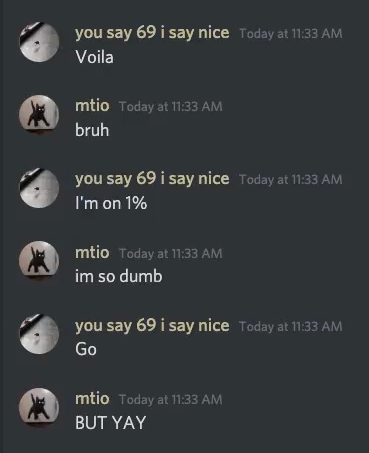 you say 69 i say nice Today at 11:33 AM
Voila
mtio Today at 11:33 AM
bruh
you say 69 i say nice Today at 11:33 AM
I'm on 1%
mtio Today at 11:33 AM
im so dumb
you say 69 i say nice Today at 11:33 AM
Go
mtio Today at 11:33 AM
BUT YAY